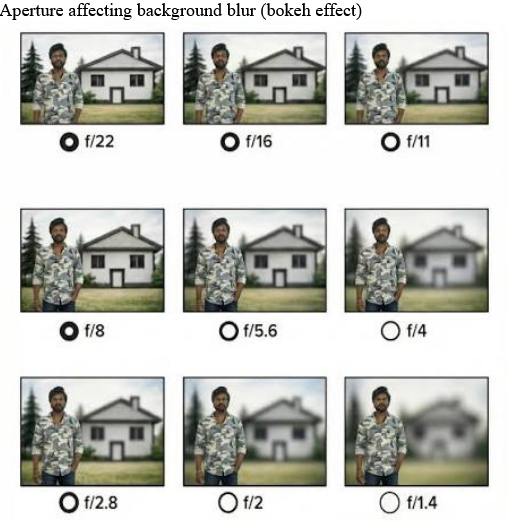 Aperture affecting background blur (bokeh effect)
f/22 f/16 f/11
f/8 f/5.6 f/4
f/2.8 f/2 f/1.4